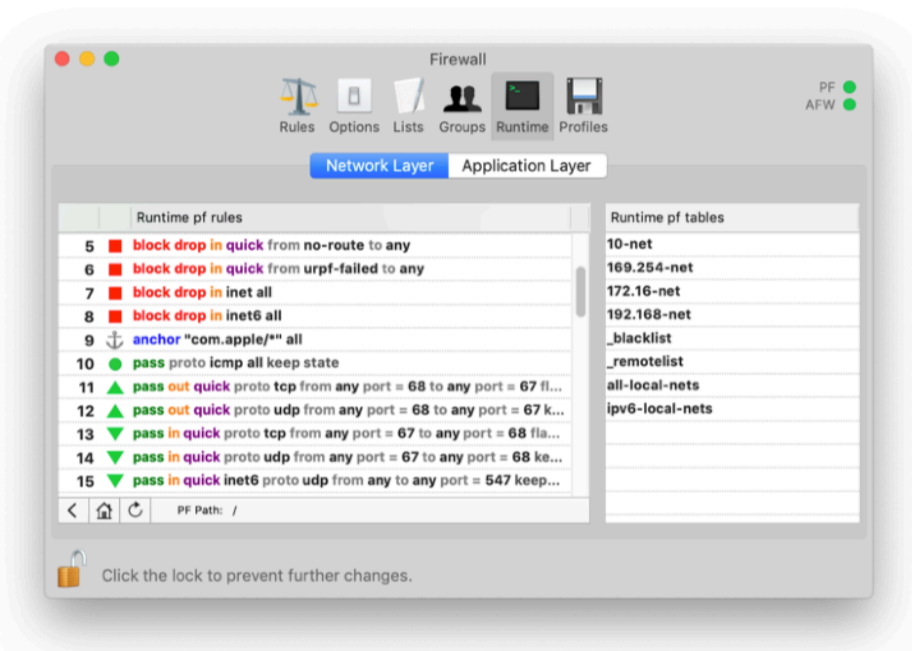 Firewall
PF
AFW
Rules Options Lists Groups Runtime Profiles
Network Layer Application Layer
Runtime pf rules
5 block drop in quick from no-route to any
6 block drop in quick from urpf-failed to any
7 block drop in inet all
8 block drop in inet6 all
9 anchor "com.apple/*" all
10 pass proto icmp all keep state
11 pass out quick proto tcp from any port = 68 to any port = 67 fl...
12 pass out quick proto udp from any port = 68 to any port = 67 k...
13 pass in quick proto tcp from any port = 67 to any port = 68 fla...
14 pass in quick proto udp from any port = 67 to any port = 68 ke...
15 pass in quick inet6 proto udp from any to any port = 547 keep...
PF Path: /
Runtime pf tables
10-net
169.254-net
172.16-net
192.168-net
_blacklist
_remotelist
all-local-nets
ipv6-local-nets
Click the lock to prevent further changes.